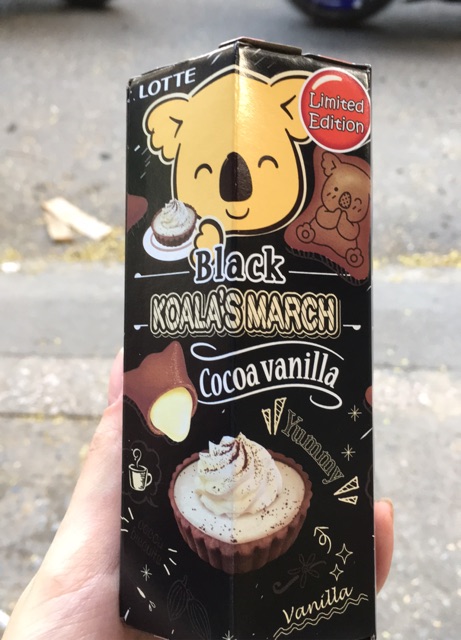 LOTTE
Limited
Edition
Black
KOALA'S MARCH
Cocoa vanilla
Yummy
Vanilla